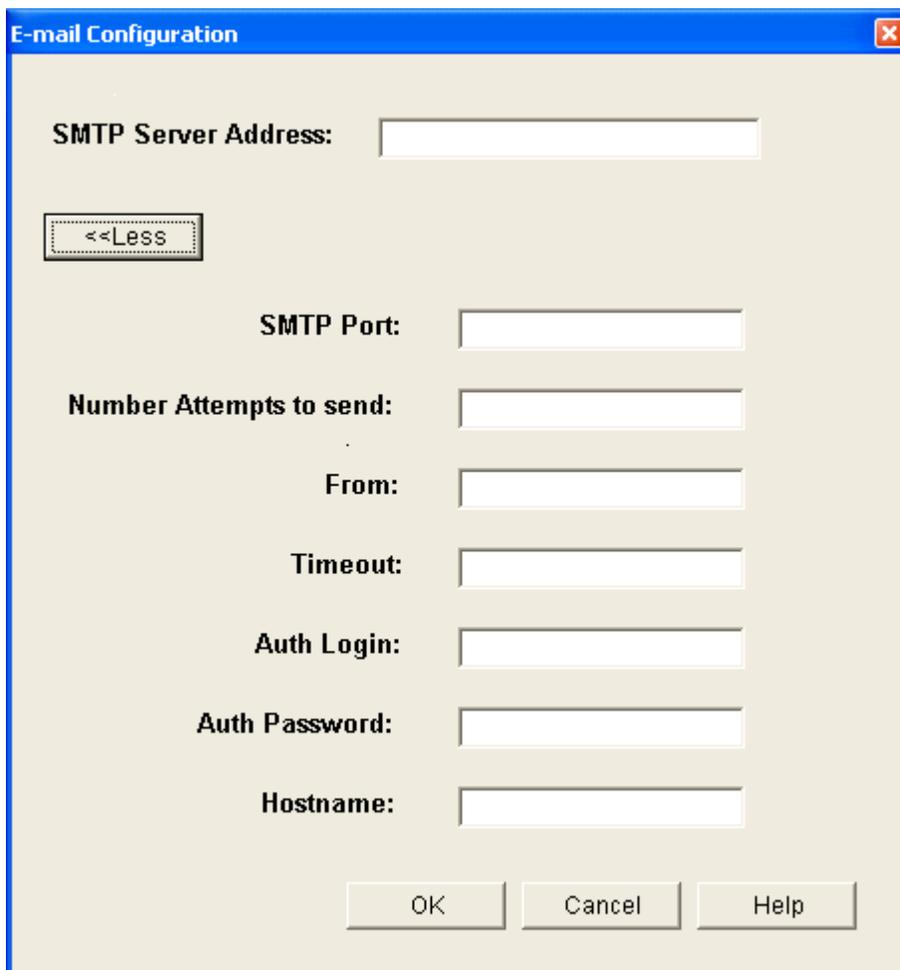 E-mail Configuration
SMTP Server Address:
<<Less
SMTP Port:
Number Attempts to send:
From:
Timeout:
Auth Login:
Auth Password:
Hostname:
OK Cancel Help